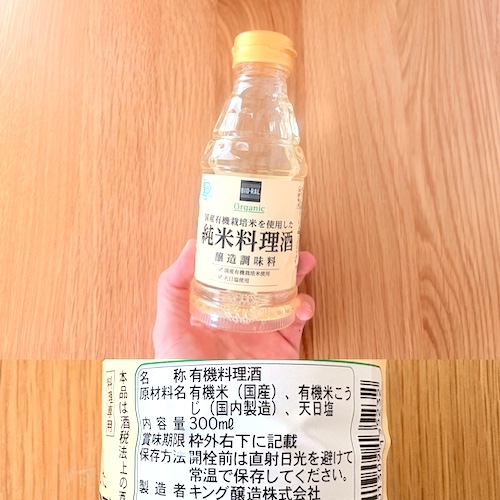 BIO-RAL
Organic
国産有機栽培米を使用した
純米料理酒
醸造調味料
国産有機栽培米使用
天日塩使用
料理専用
本品は酒税法上の
名 称 有機料理酒
原材料名 有機米(国産)、有機米こう
じ(国内製造)、天日塩
内容量 300ml
賞味期限 枠外右下に記載
保存方法 開栓前は直射日光を避けて
常温で保存してください。
製造者 キング醸造株式会社